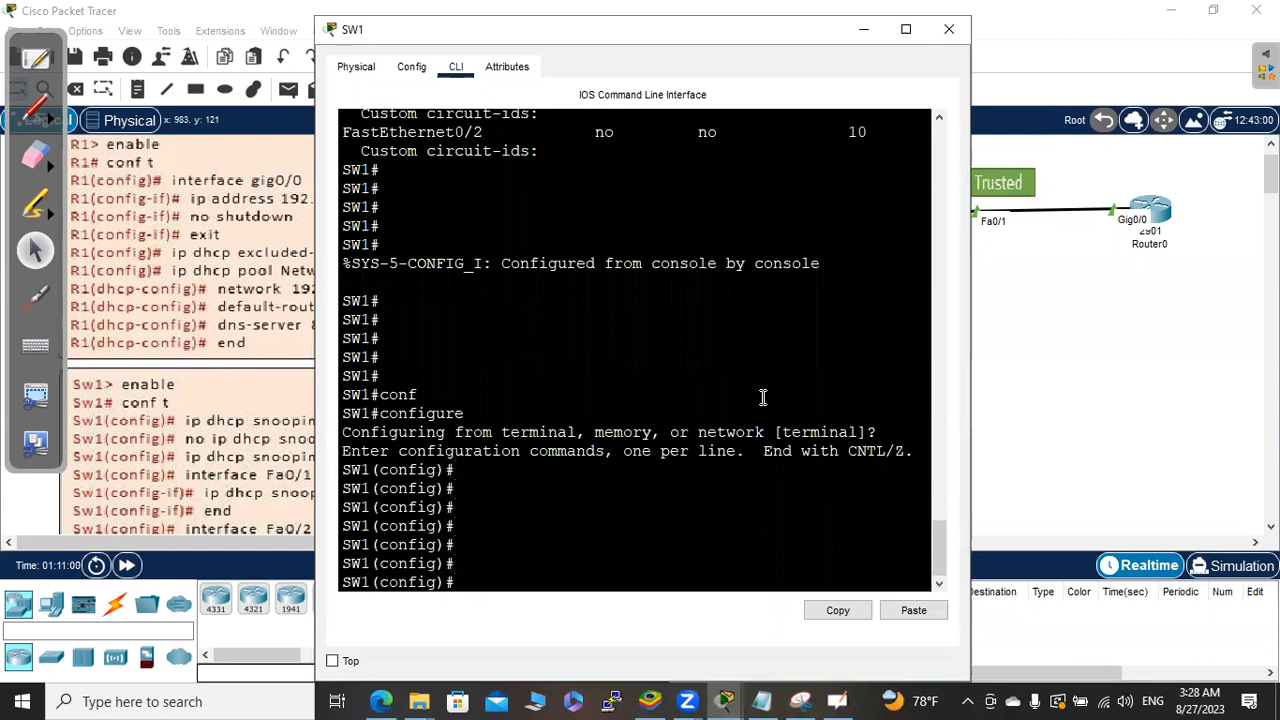 Cisco Packet Tracer
SW1
Options
View
Tools
Extensions
Window
Physical
Config
CLI
Attributes
IOS Command Line Interface
Physical
x: 983, y: 121
Root
12:43:00
R1> enable
R1# conf t
R1(config)# interface gig0/0
R1(config-if)# ip address 192.
R1(config-if)# no shutdown
R1(config-if)# exit
R1(config)# ip dhcp excluded-
R1(config)# ip dhcp pool Netw
R1(dhcp-config)# network 192
R1(dhcp-config)# default-rout
R1(dhcp-config)# dns-server
R1(dhcp-config)# end
Sw1> enable
Sw1# conf t
Sw1(config)# ip dhcp snoopin
Sw1(config)# no ip dhcp snoo
Sw1(config)# interface Fa0/1
Sw1(config-if)# ip dhcp snoop
Sw1(config-if)# end
Sw1(config)# interface Fa0/2
Custom circuit-ids:
FastEthernet0/2 no no 10
Custom circuit-ids:
SW1#
SW1#
SW1#
SW1#
SW1#
%SYS-5-CONFIG_I: Configured from console by console
SW1#
SW1#
SW1#
SW1#
SW1#
SW1#conf
SW1#configure
Configuring from terminal, memory, or network [terminal]?
Enter configuration commands, one per line. End with CNTL/Z.
SW1(config)#
SW1(config)#
SW1(config)#
SW1(config)#
SW1(config)#
SW1(config)#
SW1(config)#
Copy
Paste
Top
Trusted
Fa0/1
Gig0/0
2901
Router0
Time: 01:11:00
Realtime
Simulation
4331
4321
1941
Destination
Type
Color
Time(sec)
Periodic
Num
Edit
Type here to search
78°F
ENG
3:28 AM
8/27/2023